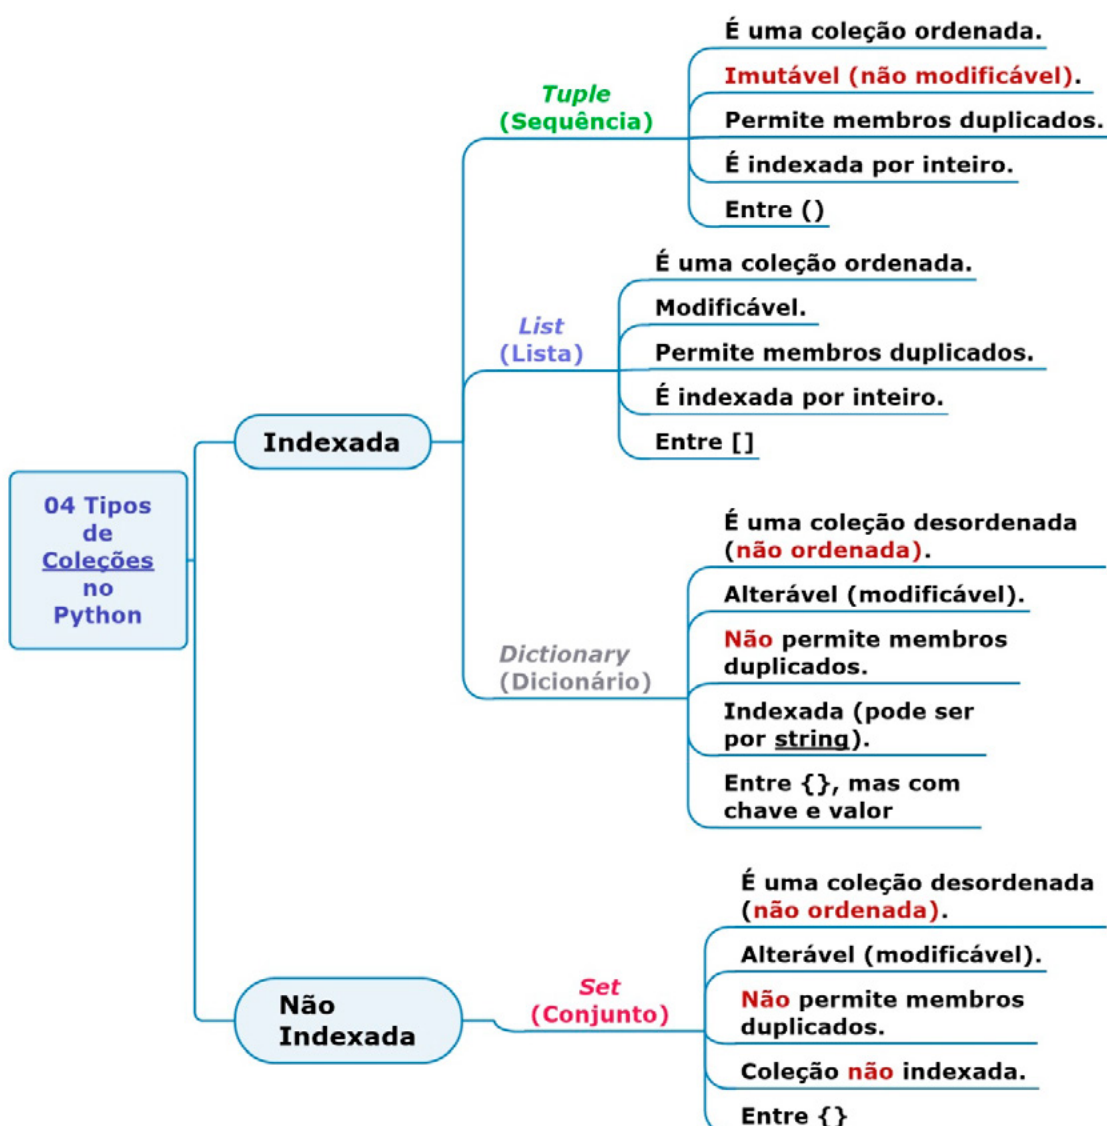 04 Tipos
de
Coleções
no
Python
Indexada
Tuple
(Sequência)
É uma coleção ordenada.
Imutável (não modificável).
Permite membros duplicados.
É indexada por inteiro.
Entre ()
List
(Lista)
É uma coleção ordenada.
Modificável.
Permite membros duplicados.
É indexada por inteiro.
Entre []
Dictionary
(Dicionário)
É uma coleção desordenada
(não ordenada).
Alterável (modificável).
Não permite membros
duplicados.
Indexada (pode ser
por string).
Entre {}, mas com
chave e valor
Não
Indexada
Set
(Conjunto)
É uma coleção desordenada
(não ordenada).
Alterável (modificável).
Não permite membros
duplicados.
Coleção não indexada.
Entre {}